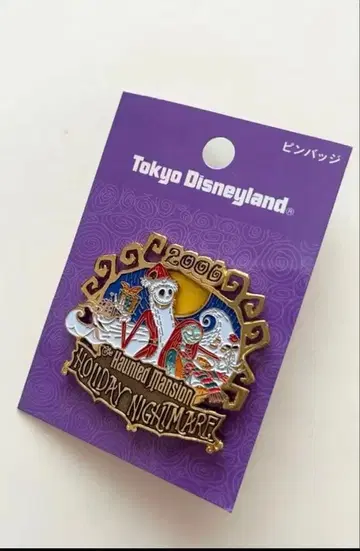 ピンバッジ
Tokyo Disneyland®
2006
The Haunted Mansion
HOLIDAY NIGHTMARE